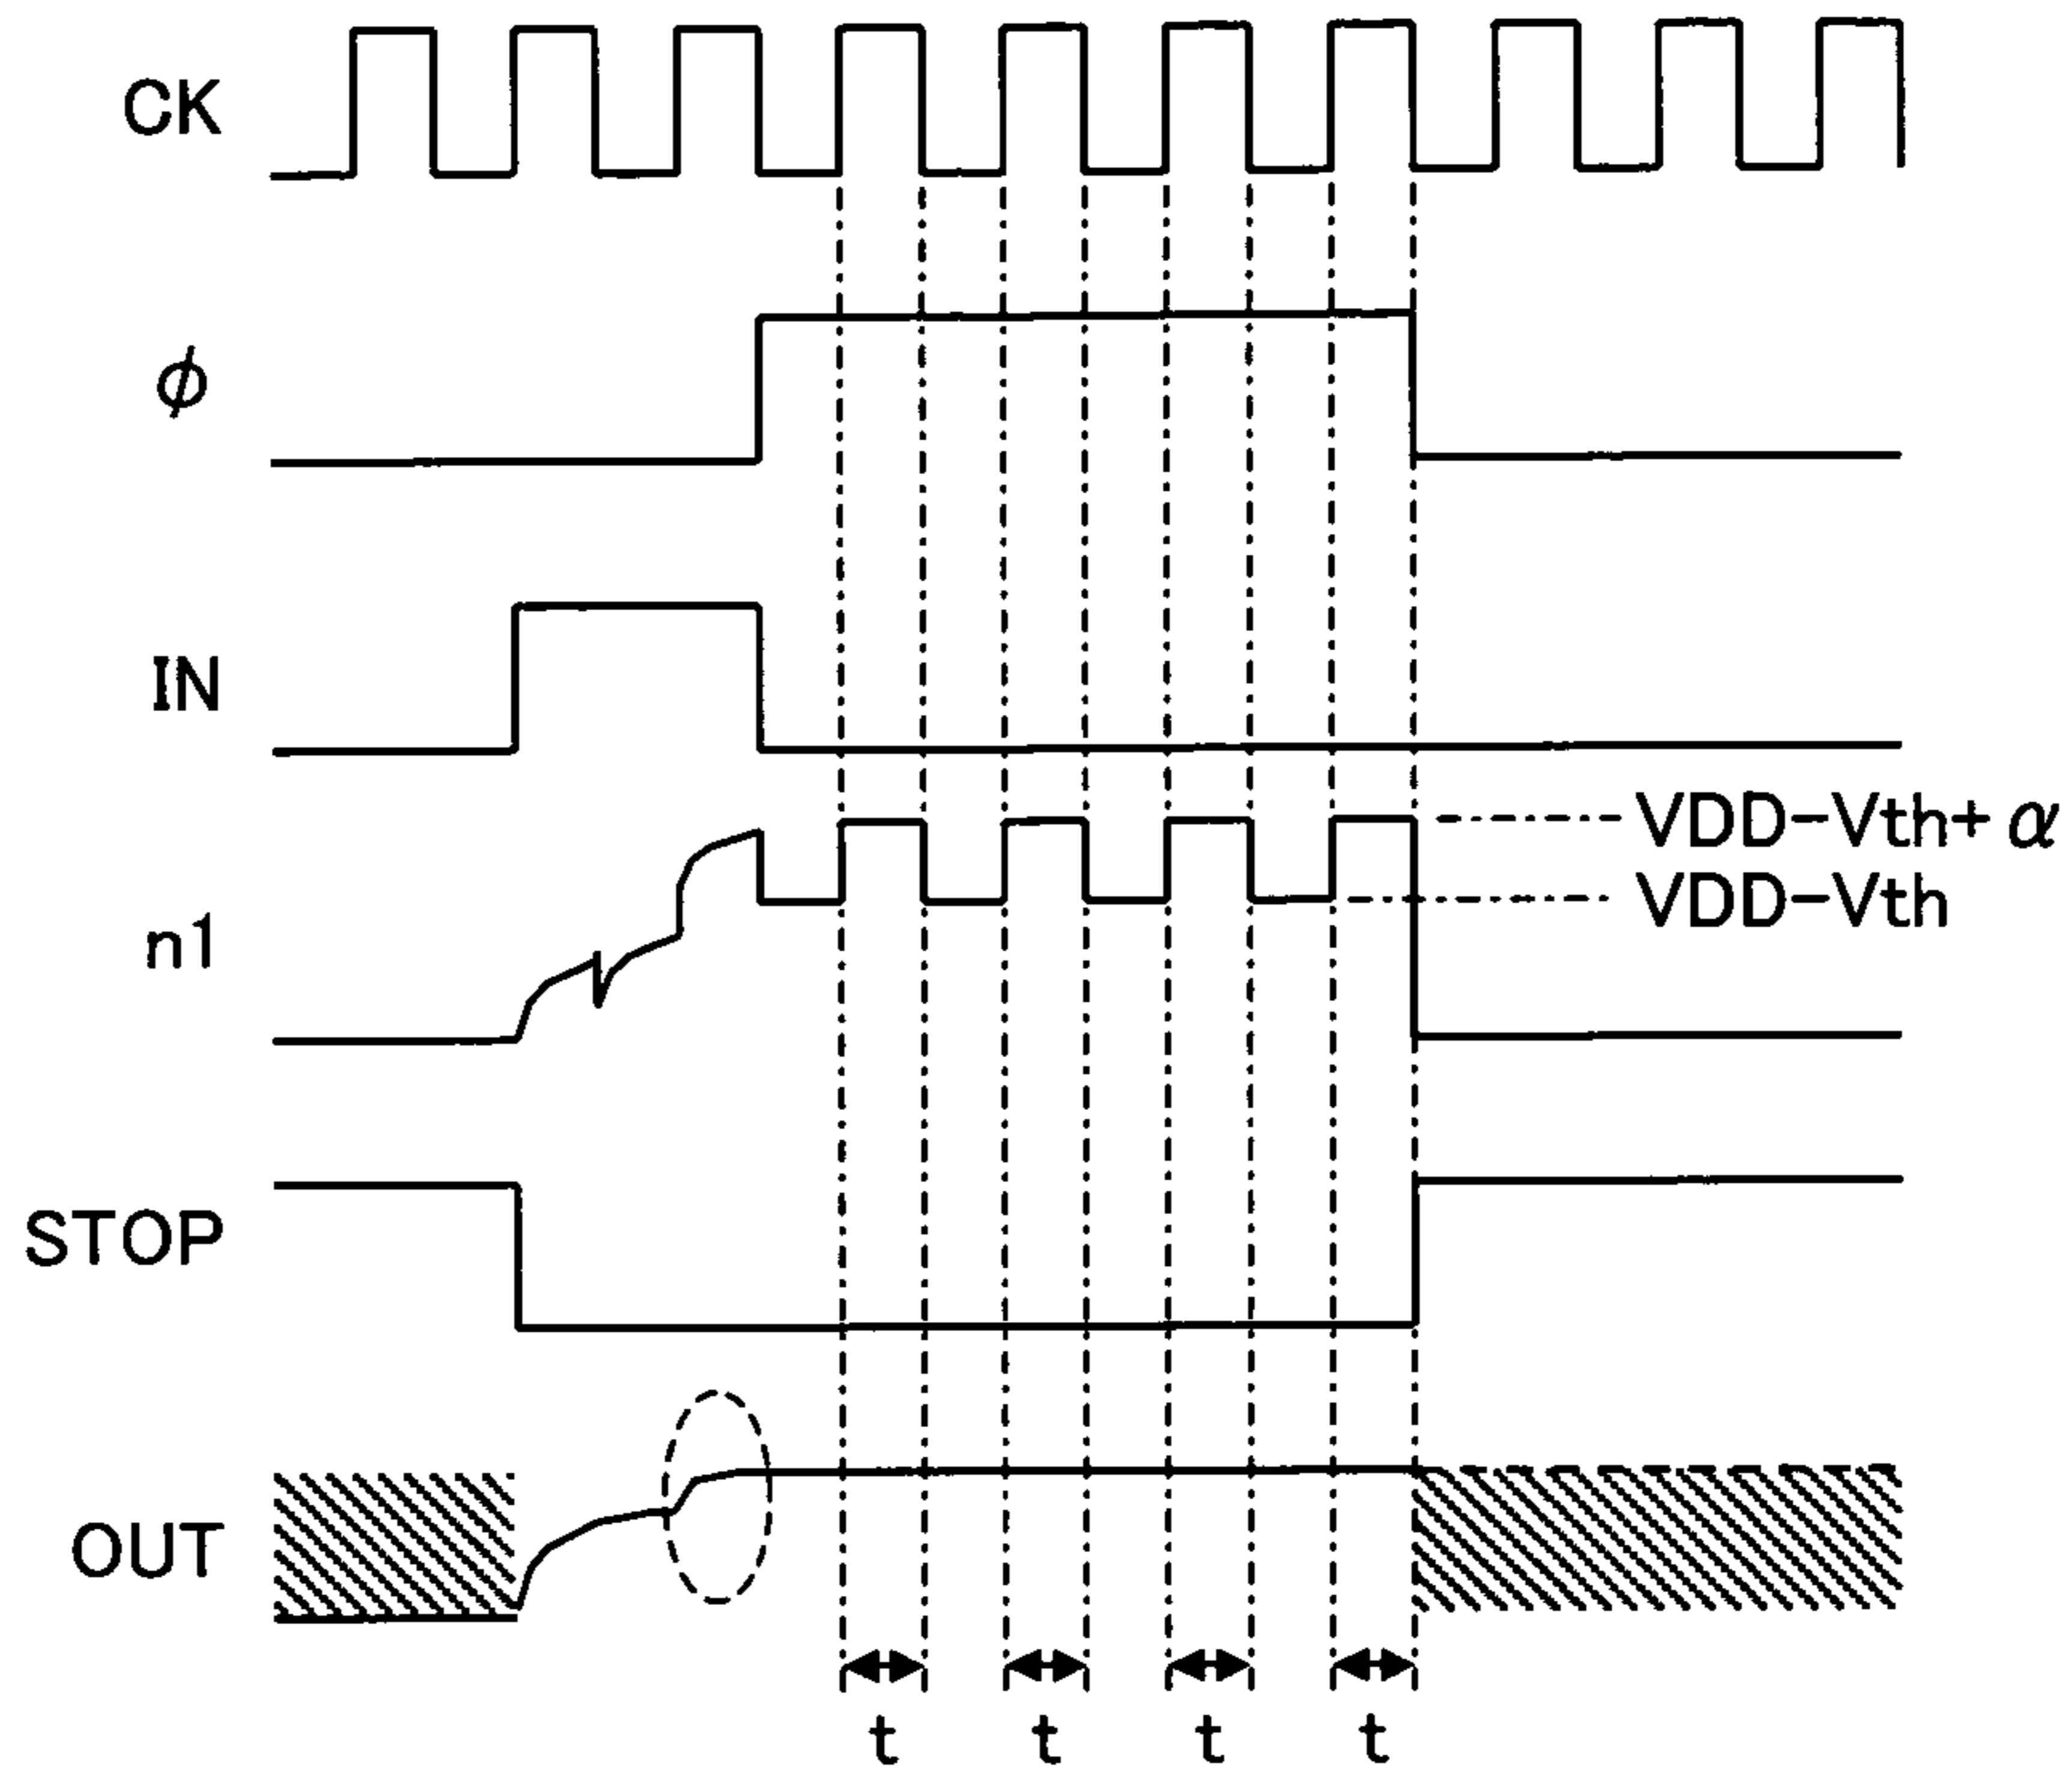 CK
ϕ
IN
VDD-Vth+α
VDD-Vth
n1
STOP
OUT
t t t t